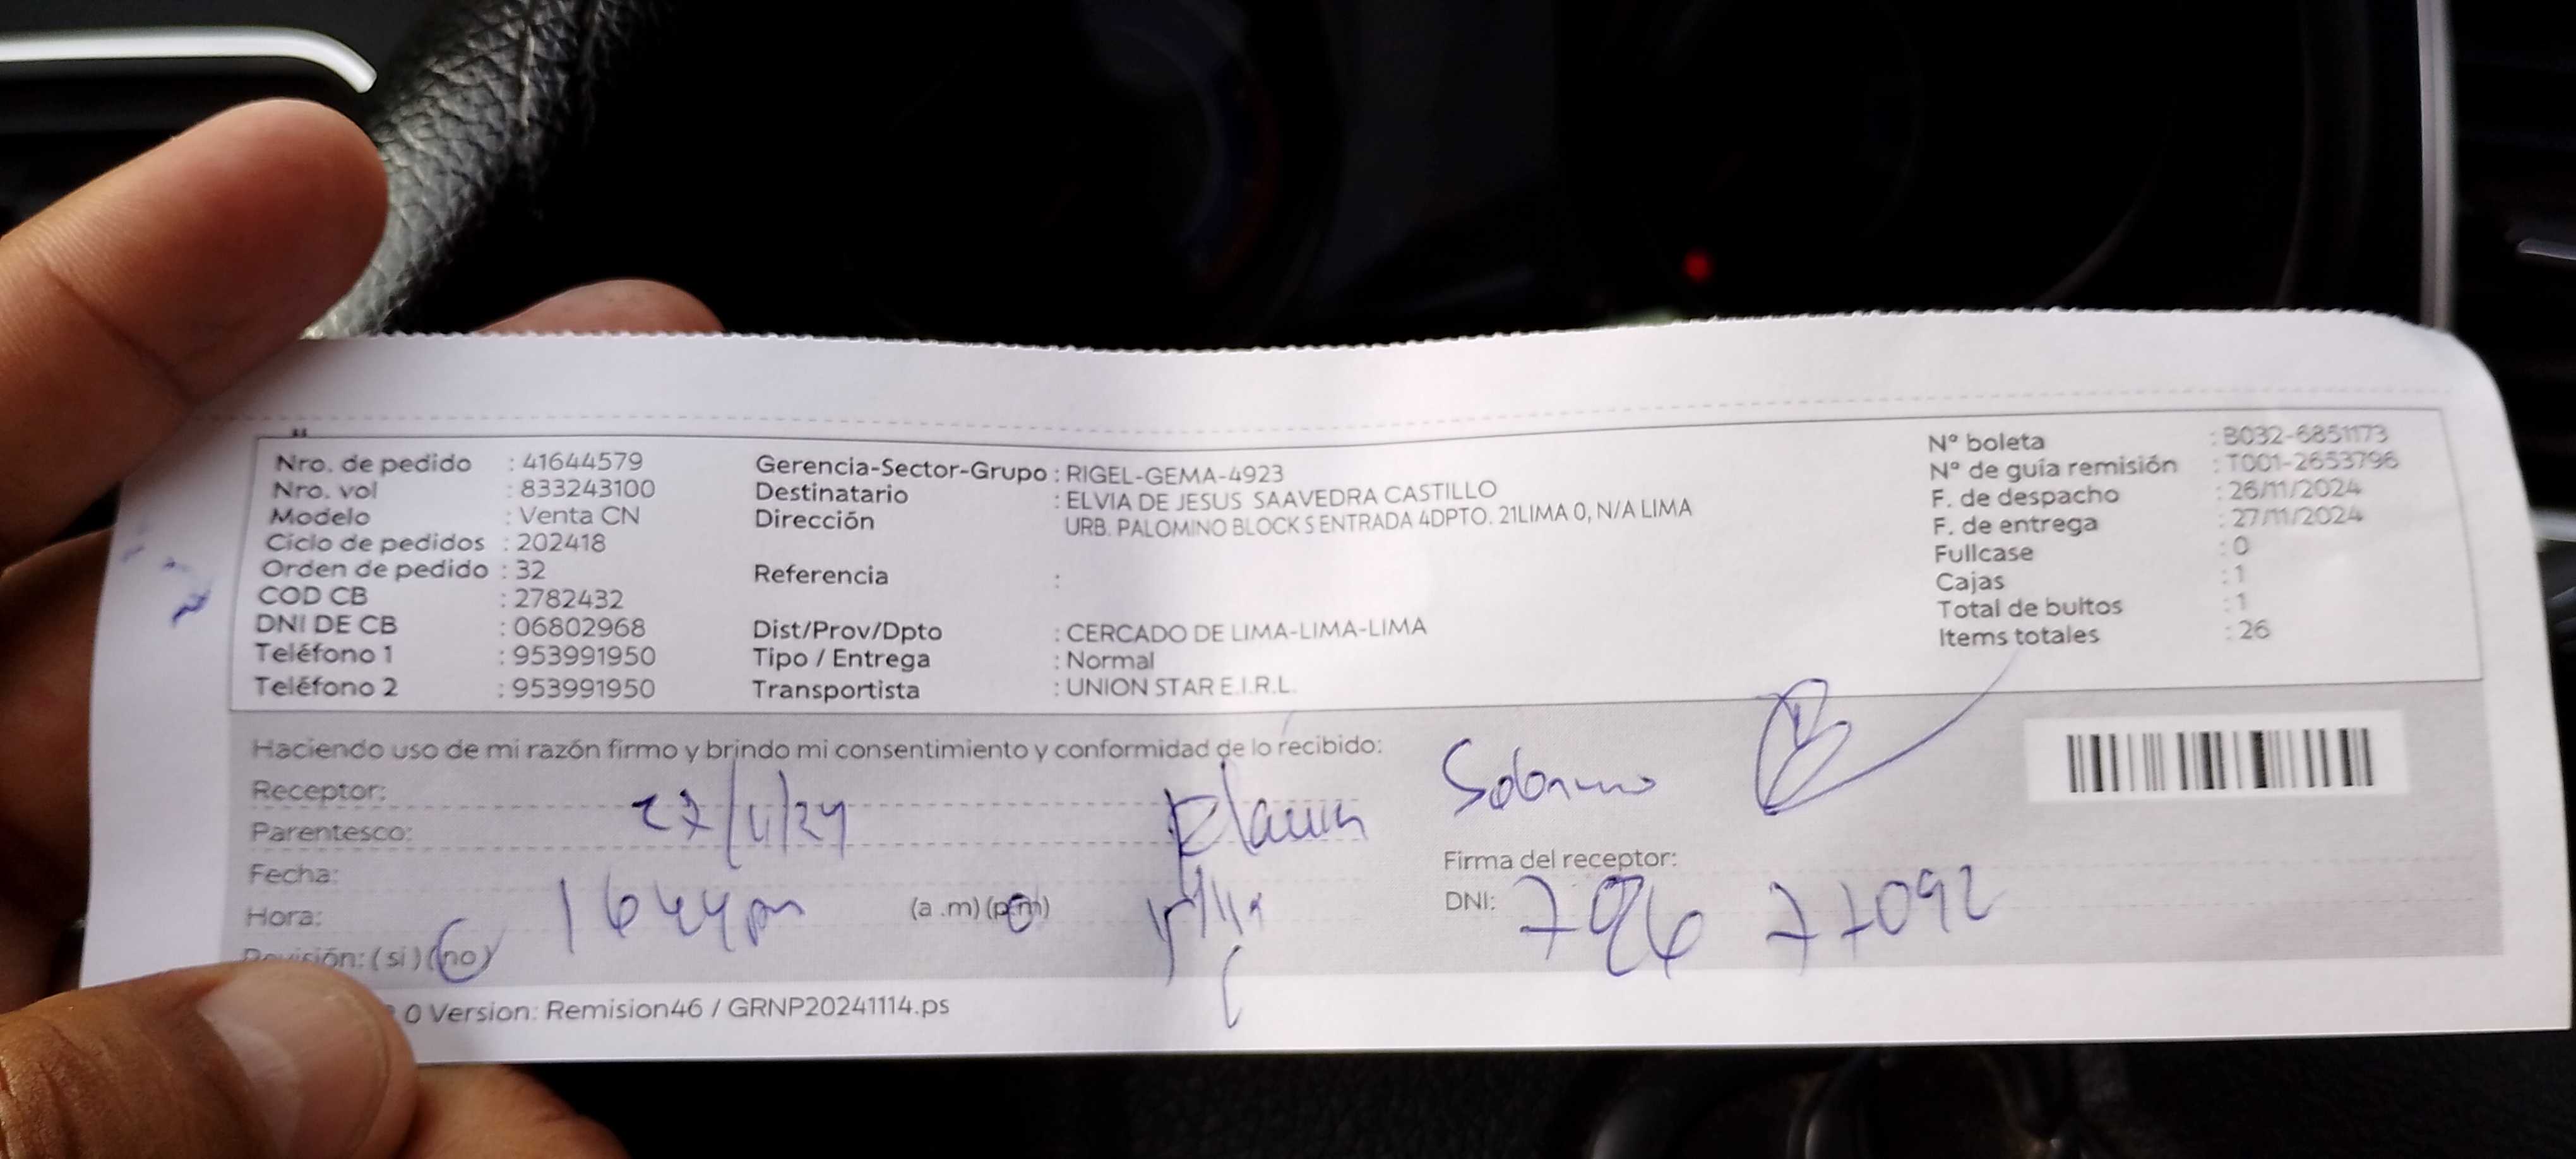 Nro. de pedido : 41644579
Nro. vol : 833243100
Modelo : Venta CN
Ciclo de pedidos : 202418
Orden de pedido : 32
COD CB : 2782432
DNI DE CB : 06802968
Teléfono 1 : 953991950
Teléfono 2 : 953991950
Gerencia-Sector-Grupo : RIGEL-GEMA-4923
Destinatario : ELVIA DE JESUS SAAVEDRA CASTILLO
Dirección URB. PALOMINO BLOCK S ENTRADA 4DPTO. 21LIMA 0, N/A LIMA
Referencia :
Dist/Prov/Dpto : CERCADO DE LIMA-LIMA-LIMA
Tipo / Entrega : Normal
Transportista : UNION STAR E.I.R.L.
N° boleta : B032-6851173
N° de guía remisión : T001-2653796
F. de despacho : 26/11/2024
F. de entrega : 27/11/2024
Fullcase : 0
Cajas : 1
Total de bultos : 1
Items totales : 26
Haciendo uso de mi razón firmo y brindo mi consentimiento y conformidad de lo recibido:
Receptor:
Parentesco: 27/11/24
Fecha:
Hora: 16 44 pm (a .m) (p.m)
Revisión: ( si ) (no)
Firma del receptor:
DNI:
0 Version: Remision46 / GRNP20241114.ps